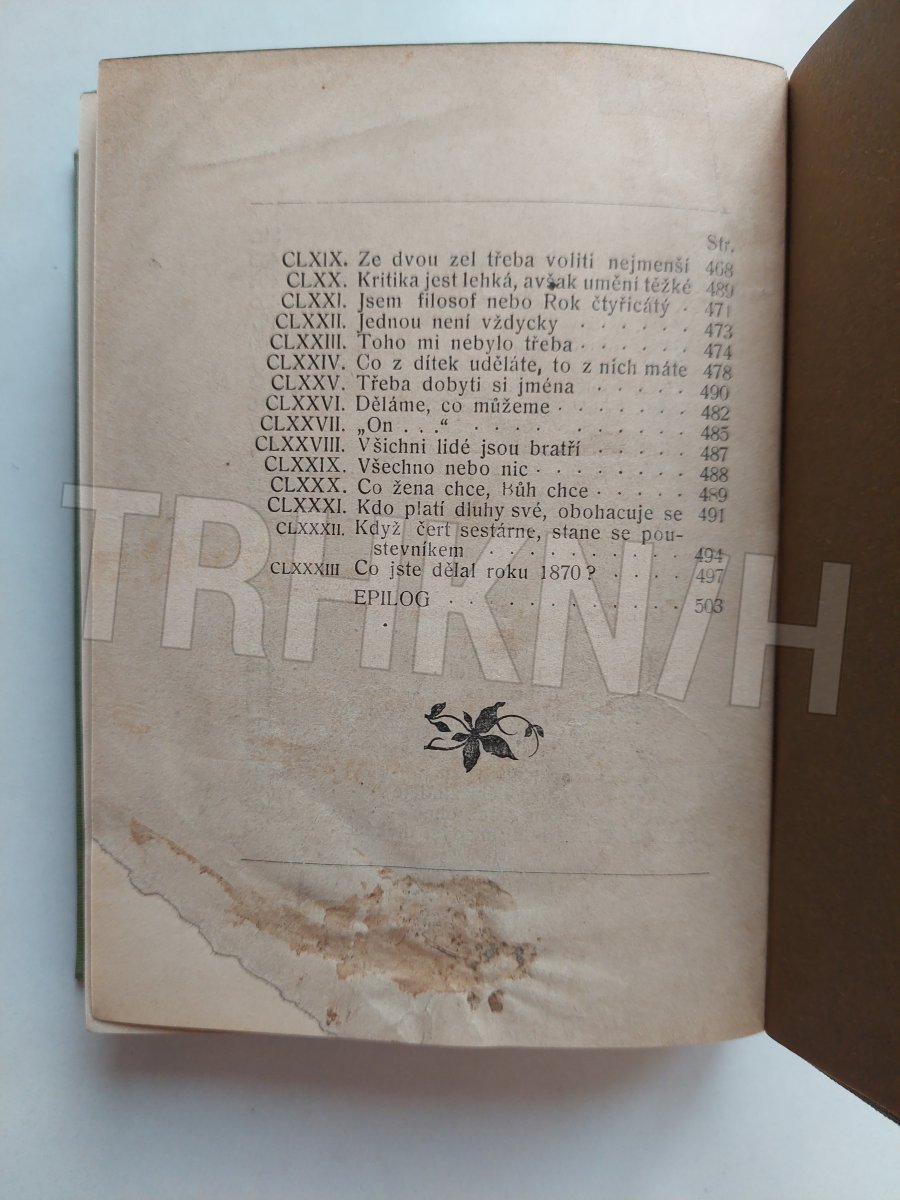 Str.
CLXIX. Ze dvou zel třeba voliti nejmenší 468
CLXX. Kritika jest lehká, avšak umění těžké 489
CLXXI. Jsem filosof nebo Rok čtyřicátý · 471
CLXXII. Jednou není vždycky · · · · · · 473
CLXXIII. Toho mi nebylo třeba · · · · · · 474
CLXXIV. Co z dítek uděláte, to z nich máte 478
CLXXV. Třeba dobyti si jména · · · · · 490
CLXXVI. Děláme, co můžeme · · · · · · · 482
CLXXVII. „On . . .“ · · · · · · · · · · 485
CLXXVIII. Všichni lidé jsou bratří · · · · · 487
CLXXIX. Všechno nebo nic · · · · · · · · 488
CLXXX. Co žena chce, Bůh chce · · · · · 489
CLXXXI. Kdo platí dluhy své, obohacuje se 491
CLXXXII. Když čert sestárne, stane se pou-
stevníkem · · · · · · · · · · 494
CLXXXIII Co jste dělal roku 1870 ? · · · · 497
EPILOG · · · · · · · · · · · 503
TRHKNIH